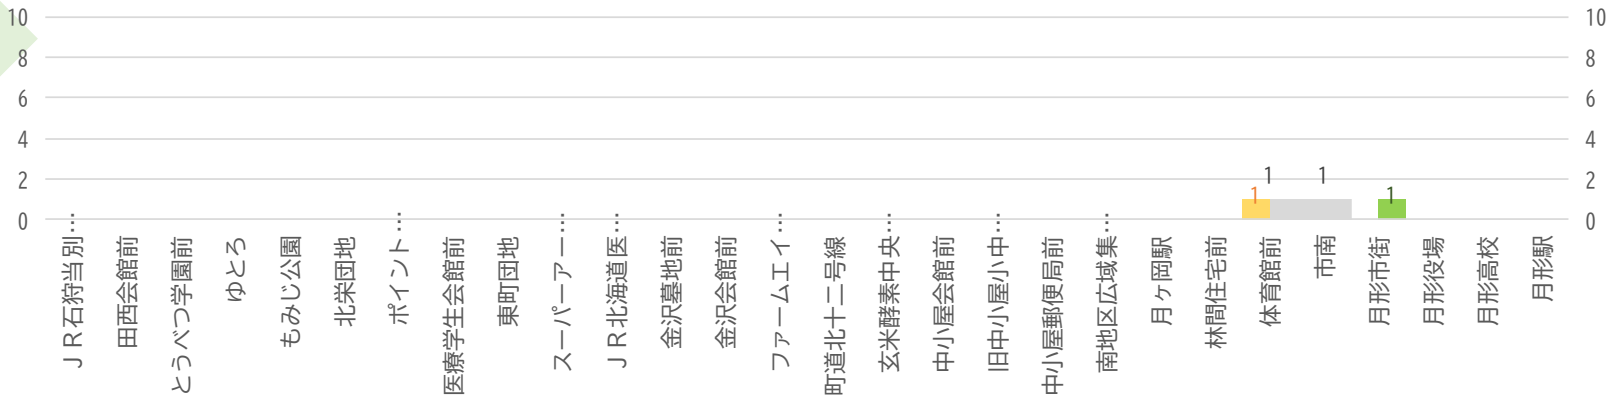 10
8
6
4
2
0
10
8
6
4
2
0
1
1
1
1
ＪＲ石狩当別…
田西会館前
とうべつ学園前
ゆとろ
もみじ公園
北栄団地
ポイント…
医療学生会館前
東町団地
スーパーアー…
ＪＲ北海道医…
金沢墓地前
金沢会館前
ファームエイ…
町道北十二号線
玄米酵素中央…
中小屋会館前
旧中小屋小中…
中小屋郵便局前
南地区広域集…
月ヶ岡駅
林間住宅前
体育館前
市南
月形市街
月形役場
月形高校
月形駅